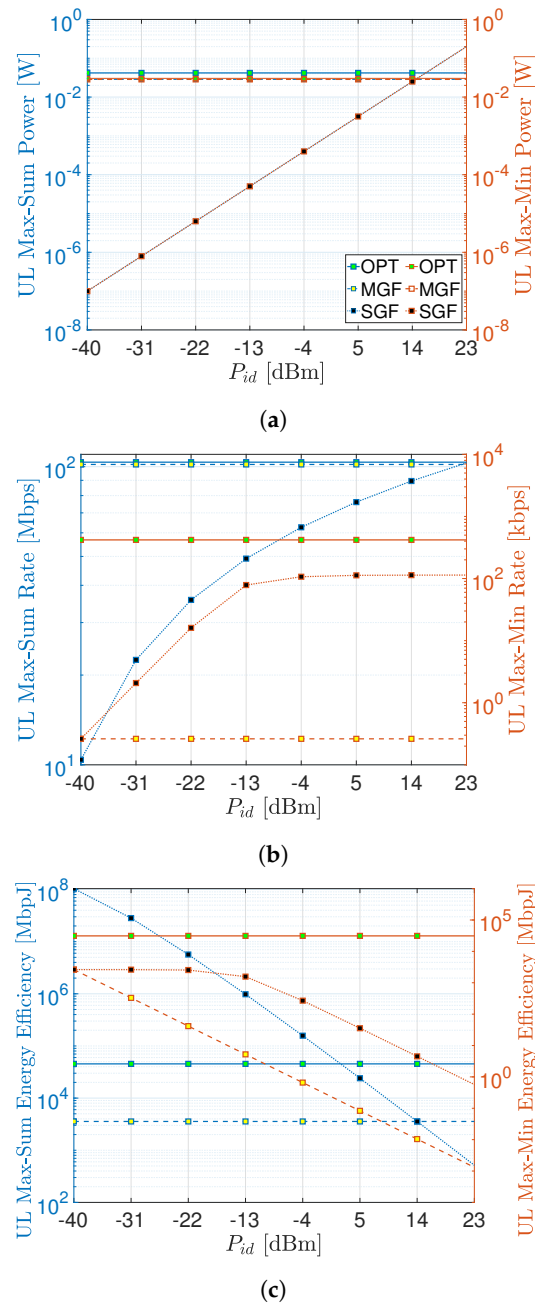 10^0 10^0
10^-2 10^-2
10^-4 10^-4
10^-6 10^-6
10^-8 10^-8
UL Max-Sum Power [W]
UL Max-Min Power [W]
OPT OPT
MGF MGF
SGF SGF
-40 -31 -22 -13 -4 5 14 23
P_id [dBm]
(a)
10^2 10^4
10^2
10^0
10^1
UL Max-Sum Rate [Mbps]
UL Max-Min Rate [kbps]
-40 -31 -22 -13 -4 5 14 23
P_id [dBm]
(b)
10^8
10^5
10^6
10^0
10^4
10^2
UL Max-Sum Energy Efficiency [MbpJ]
UL Max-Min Energy Efficiency [MbpJ]
-40 -31 -22 -13 -4 5 14 23
P_id [dBm]
(c)